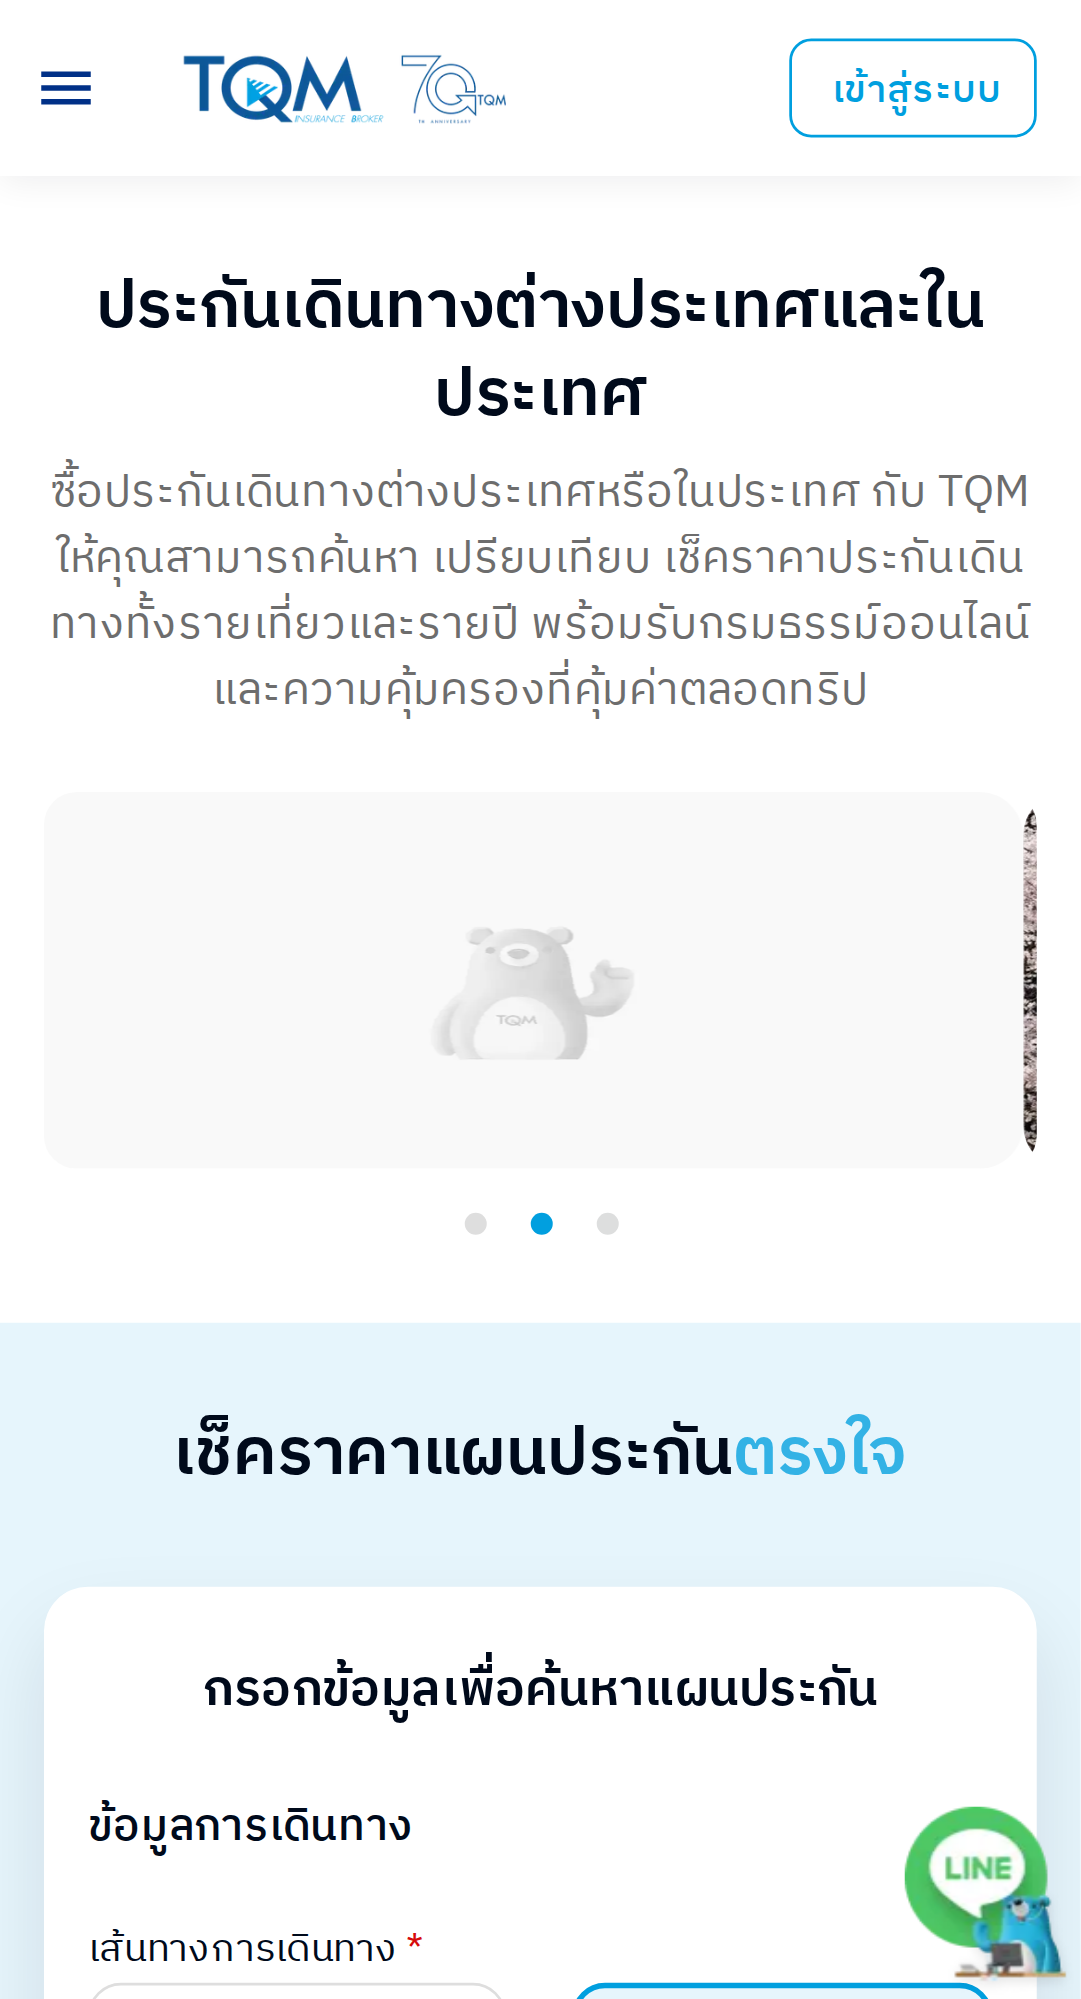 TQM
INSURANCE BROKER
70 TQM
TH ANNIVERSARY
เข้าสู่ระบบ
ประกันเดินทางต่างประเทศและใน
ประเทศ
ซื้อประกันเดินทางต่างประเทศหรือในประเทศ กับ TQM
ให้คุณสามารถค้นหา เปรียบเทียบ เช็คราคาประกันเดิน
ทางทั้งรายเที่ยวและรายปี พร้อมรับกรมธรรม์ออนไลน์
และความคุ้มครองที่คุ้มค่าตลอดทริป
TQM
เช็คราคาแผนประกันตรงใจ
กรอกข้อมูลเพื่อค้นหาแผนประกัน
ข้อมูลการเดินทาง
LINE
เส้นทางการเดินทาง *